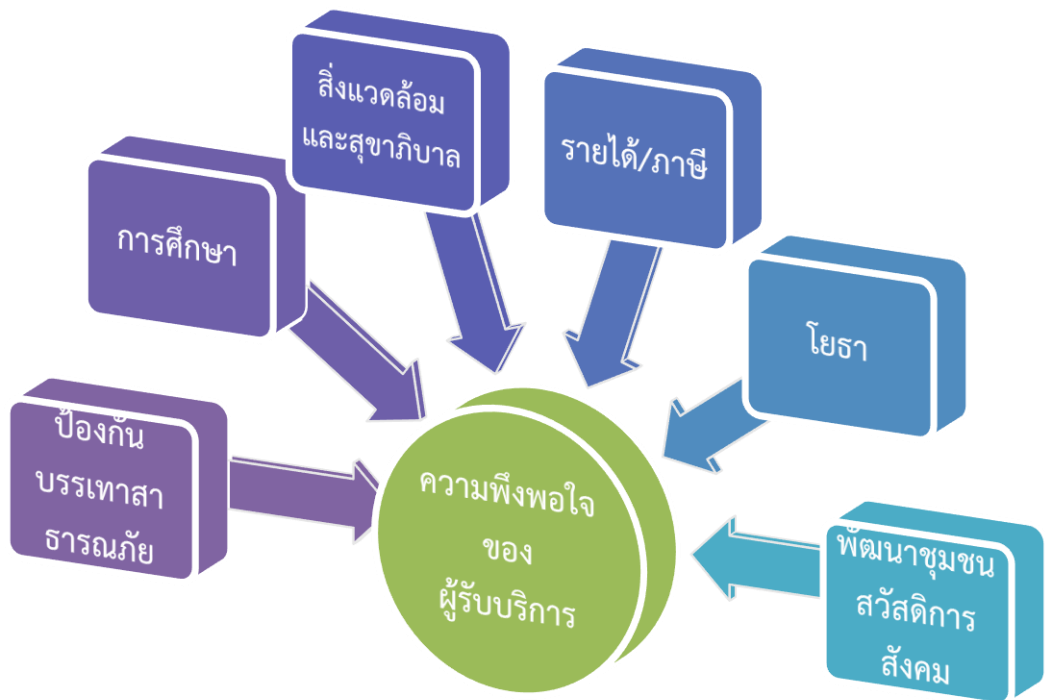 สิ่งแวดล้อม
และสุขาภิบาล
รายได้/ภาษี
การศึกษา
โยธา
ป้องกัน
บรรเทาสา
ธารณภัย
ความพึงพอใจ
ของ
ผู้รับบริการ
พัฒนาชุมชน
สวัสดิการ
สังคม